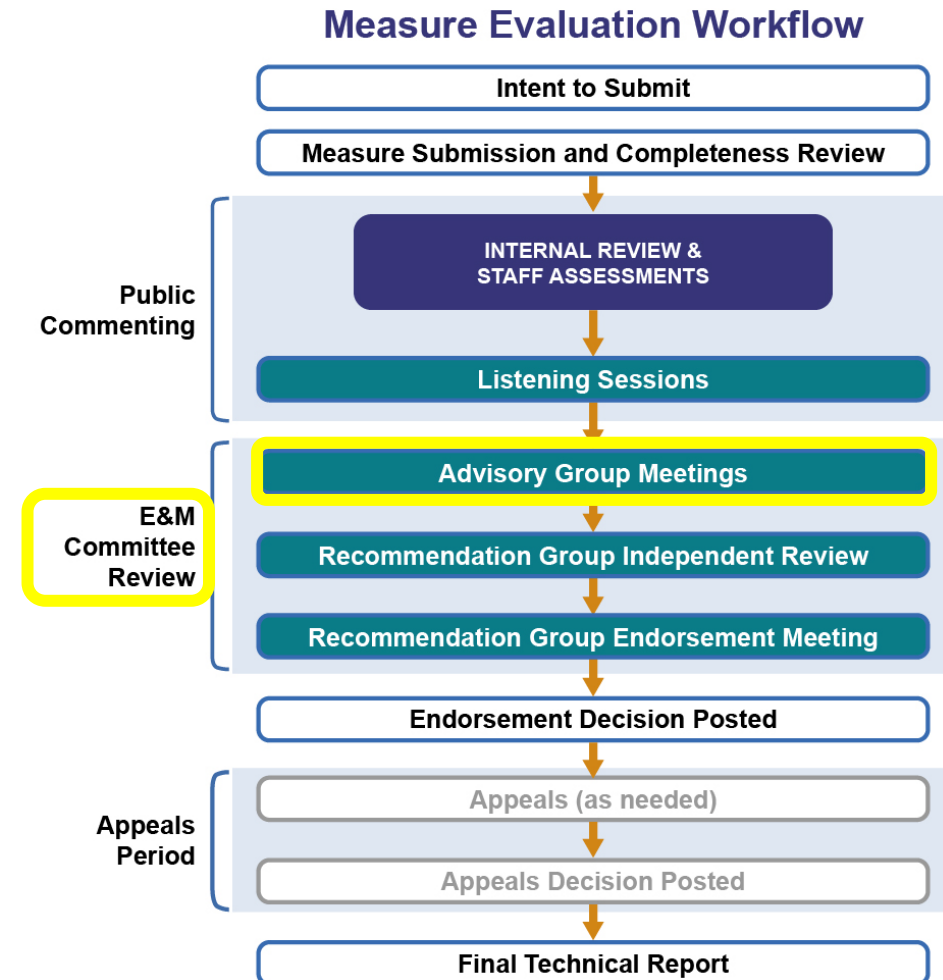 Measure Evaluation Workflow
Intent to Submit
Measure Submission and Completeness Review
Public
Commenting
INTERNAL REVIEW &
STAFF ASSESSMENTS
Listening Sessions
E&M
Committee
Review
Advisory Group Meetings
Recommendation Group Independent Review
Recommendation Group Endorsement Meeting
Endorsement Decision Posted
Appeals
Period
Appeals (as needed)
Appeals Decision Posted
Final Technical Report